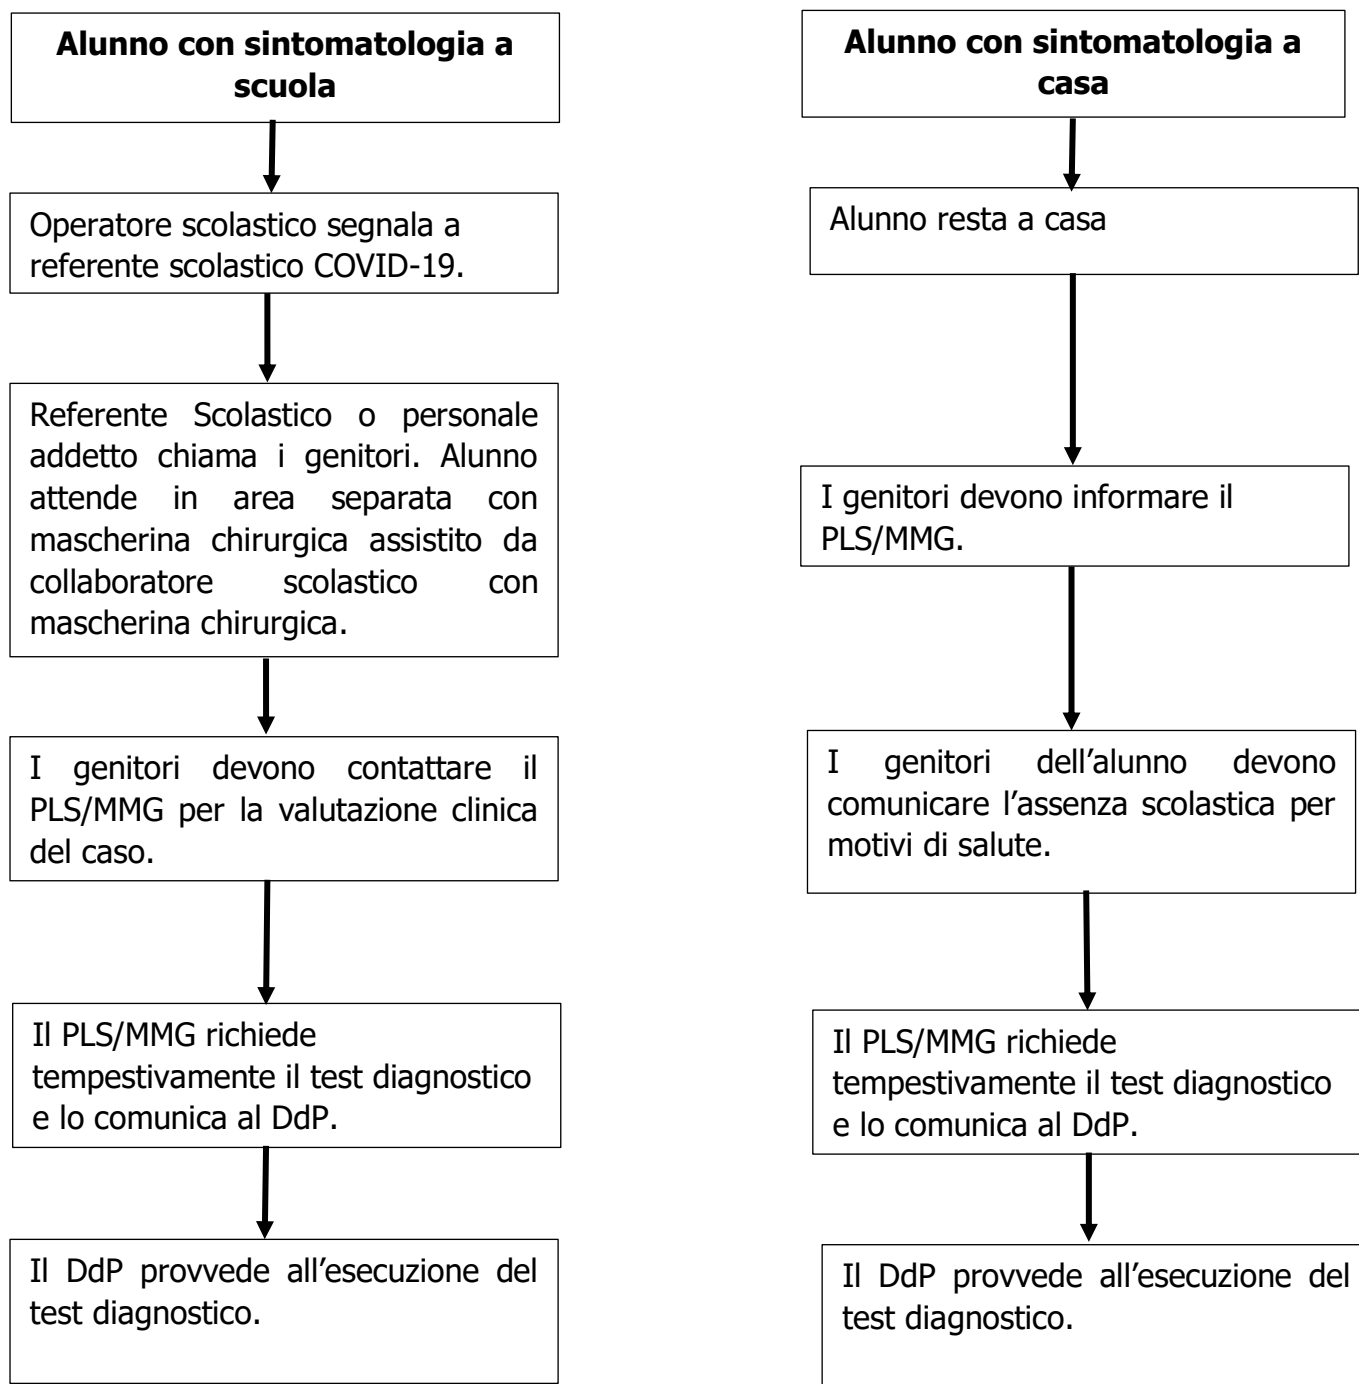 Alunno con sintomatologia a
scuola
Operatore scolastico segnala a
referente scolastico COVID-19.
Referente Scolastico o personale
addetto chiama i genitori. Alunno
attende in area separata con
mascherina chirurgica assistito da
collaboratore scolastico con
mascherina chirurgica.
I genitori devono contattare il
PLS/MMG per la valutazione clinica
del caso.
Il PLS/MMG richiede
tempestivamente il test diagnostico
e lo comunica al DdP.
Il DdP provvede all’esecuzione del
test diagnostico.
Alunno con sintomatologia a
casa
Alunno resta a casa
I genitori devono informare il
PLS/MMG.
I genitori dell’alunno devono
comunicare l’assenza scolastica per
motivi di salute.
Il PLS/MMG richiede
tempestivamente il test diagnostico
e lo comunica al DdP.
Il DdP provvede all’esecuzione del
test diagnostico.